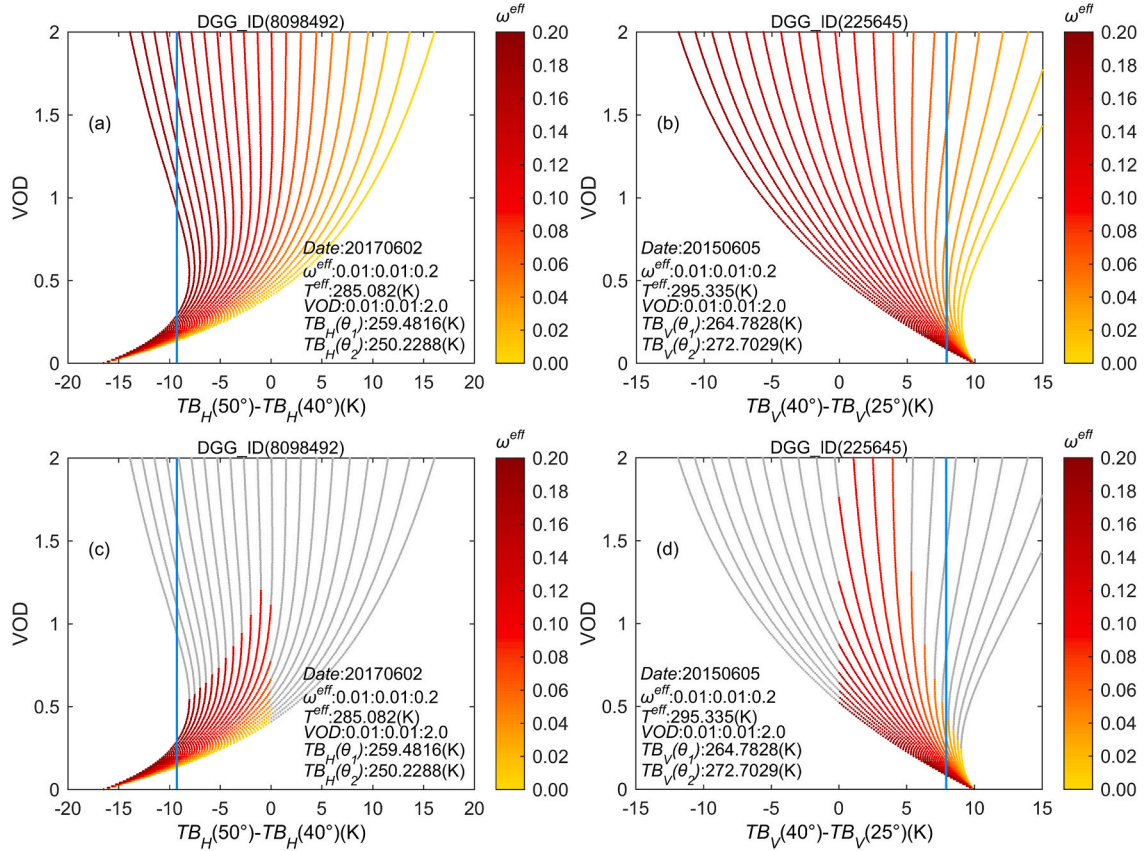 DGG_ID(8098492)
ω^eff
2
1.5
1
0.5
0
VOD
(a)
Date:20170602
ω^eff:0.01:0.01:0.2
T^eff:285.082(K)
VOD:0.01:0.01:2.0
TB_H(θ_1):259.4816(K)
TB_H(θ_2):250.2288(K)
-20 -15 -10 -5 0 5 10 15 20
TB_H(50°)-TB_H(40°)(K)
0.20
0.18
0.16
0.14
0.12
0.10
0.08
0.06
0.04
0.02
0.00
DGG_ID(225645)
ω^eff
2
1.5
1
0.5
0
VOD
(b)
Date:20150605
ω^eff:0.01:0.01:0.2
T^eff:295.335(K)
VOD:0.01:0.01:2.0
TB_V(θ_1):264.7828(K)
TB_V(θ_2):272.7029(K)
-15 -10 -5 0 5 10 15
TB_V(40°)-TB_V(25°)(K)
0.20
0.18
0.16
0.14
0.12
0.10
0.08
0.06
0.04
0.02
0.00
DGG_ID(8098492)
ω^eff
2
1.5
1
0.5
0
VOD
(c)
Date:20170602
ω^eff:0.01:0.01:0.2
T^eff:285.082(K)
VOD:0.01:0.01:2.0
TB_H(θ_1):259.4816(K)
TB_H(θ_2):250.2288(K)
-20 -15 -10 -5 0 5 10 15 20
TB_H(50°)-TB_H(40°)(K)
0.20
0.18
0.16
0.14
0.12
0.10
0.08
0.06
0.04
0.02
0.00
DGG_ID(225645)
ω^eff
2
1.5
1
0.5
0
VOD
(d)
Date:20150605
ω^eff:0.01:0.01:0.2
T^eff:295.335(K)
VOD:0.01:0.01:2.0
TB_V(θ_1):264.7828(K)
TB_V(θ_2):272.7029(K)
-15 -10 -5 0 5 10 15
TB_V(40°)-TB_V(25°)(K)
0.20
0.18
0.16
0.14
0.12
0.10
0.08
0.06
0.04
0.02
0.00